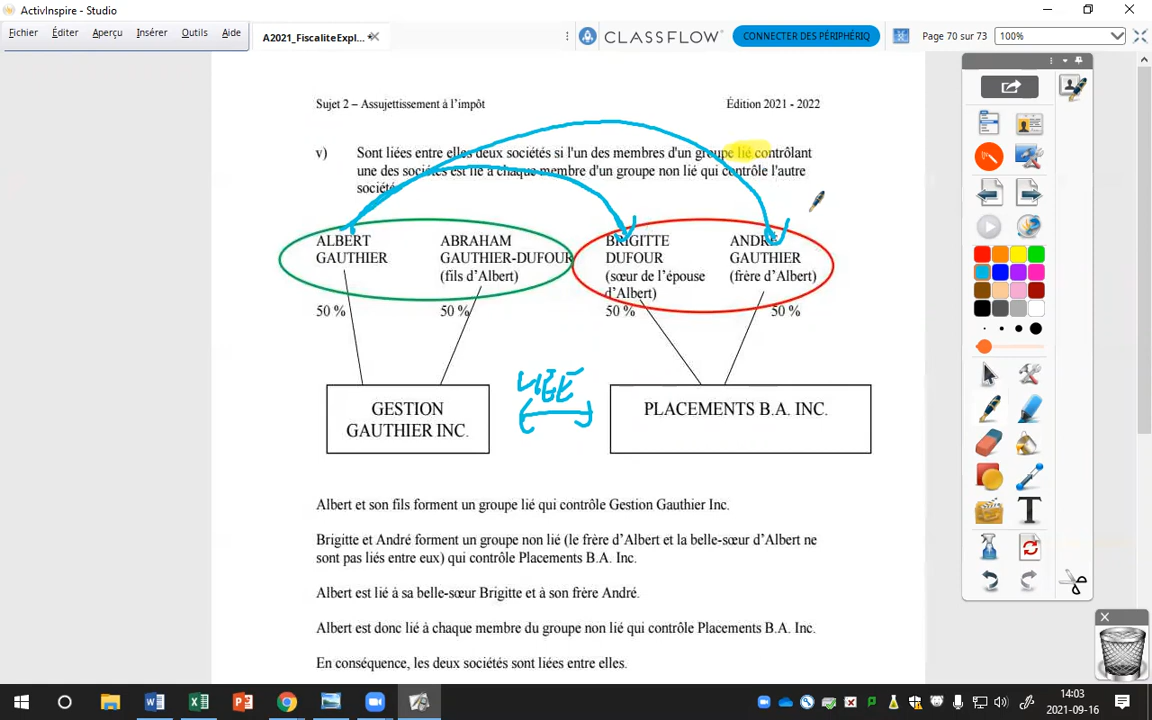 ActivInspire - Studio
Fichier Éditer Aperçu Insérer Outils Aide
A2021_FiscaliteExpl...
CLASSFLOW
CONNECTER DES PÉRIPHÉRIQ
Page 70 sur 73
100%
Sujet 2 – Assujettissement à l'impôt
Édition 2021 - 2022
v) Sont liées entre elles deux sociétés si l'un des membres d'un groupe lié contrôlant
une des sociétés est lié à chaque membre d'un groupe non lié qui contrôle l'autre
société
ALBERT
GAUTHIER
ABRAHAM
GAUTHIER-DUFOUR
(fils d'Albert)
BRIGITTE
DUFOUR
(sœur de l'épouse
d'Albert)
ANDRÉ
GAUTHIER
(frère d'Albert)
50 % 50 % 50 % 50 %
LIÉE
GESTION
GAUTHIER INC.
PLACEMENTS B.A. INC.
Albert et son fils forment un groupe lié qui contrôle Gestion Gauthier Inc.
Brigitte et André forment un groupe non lié (le frère d'Albert et la belle-sœur d'Albert ne
sont pas liés entre eux) qui contrôle Placements B.A. Inc.
Albert est lié à sa belle-sœur Brigitte et à son frère André.
Albert est donc lié à chaque membre du groupe non lié qui contrôle Placements B.A. Inc.
En conséquence, les deux sociétés sont liées entre elles.
14:03
2021-09-16